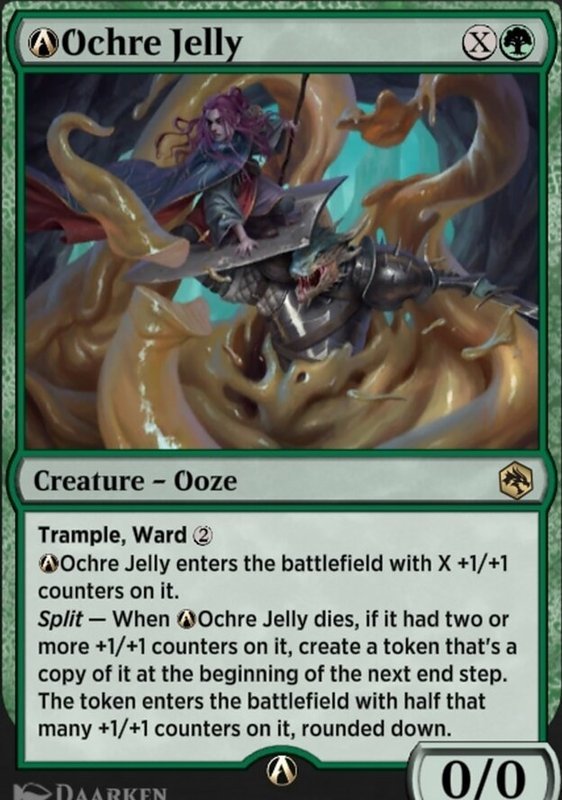 Ochre Jelly X
Creature – Ooze
Trample, Ward 2
Ochre Jelly enters the battlefield with X +1/+1
counters on it.
Split — When Ochre Jelly dies, if it had two or
more +1/+1 counters on it, create a token that's a
copy of it at the beginning of the next end step.
The token enters the battlefield with half that
many +1/+1 counters on it, rounded down.
DAARKEN
0/0